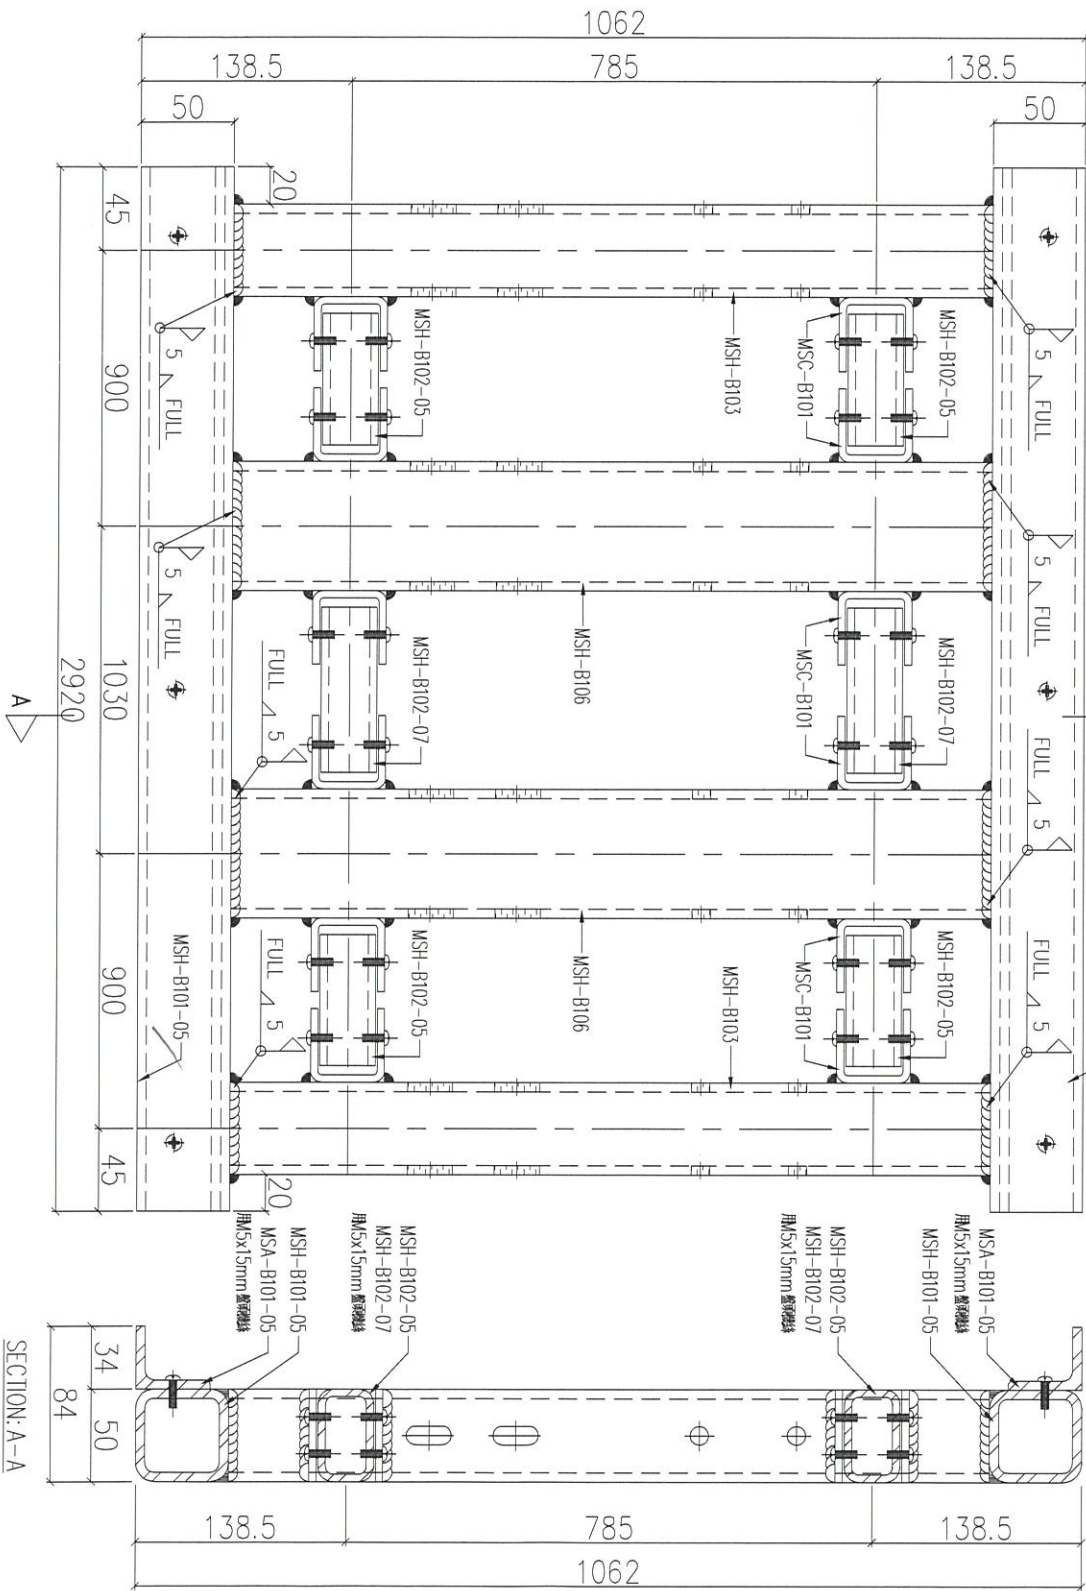 1062
138.5
785
138.5
50
50
20
45
900
1030
900
45
2920
20
MSH-B102-05
MSC-B101
MSH-B103
MSH-B102-05
5 FULL
5 FULL
5 FULL
5 FULL
MSH-B102-07
MSC-B101
MSH-B106
MSH-B102-07
FULL 5
FULL 5
MSH-B102-05
MSC-B101
MSH-B103
MSH-B106
MSH-B102-05
FULL 5
FULL 5
MSH-B101-05
A
MSA-B101-05
用M5x15mm
MSH-B101-05
MSH-B102-05
MSH-B102-07
用M5x15mm
MSH-B102-05
MSH-B102-07
用M5x15mm
MSH-B101-05
MSA-B101-05
用M5x15mm
34
50
84
138.5
785
138.5
1062
SECTION:A-A